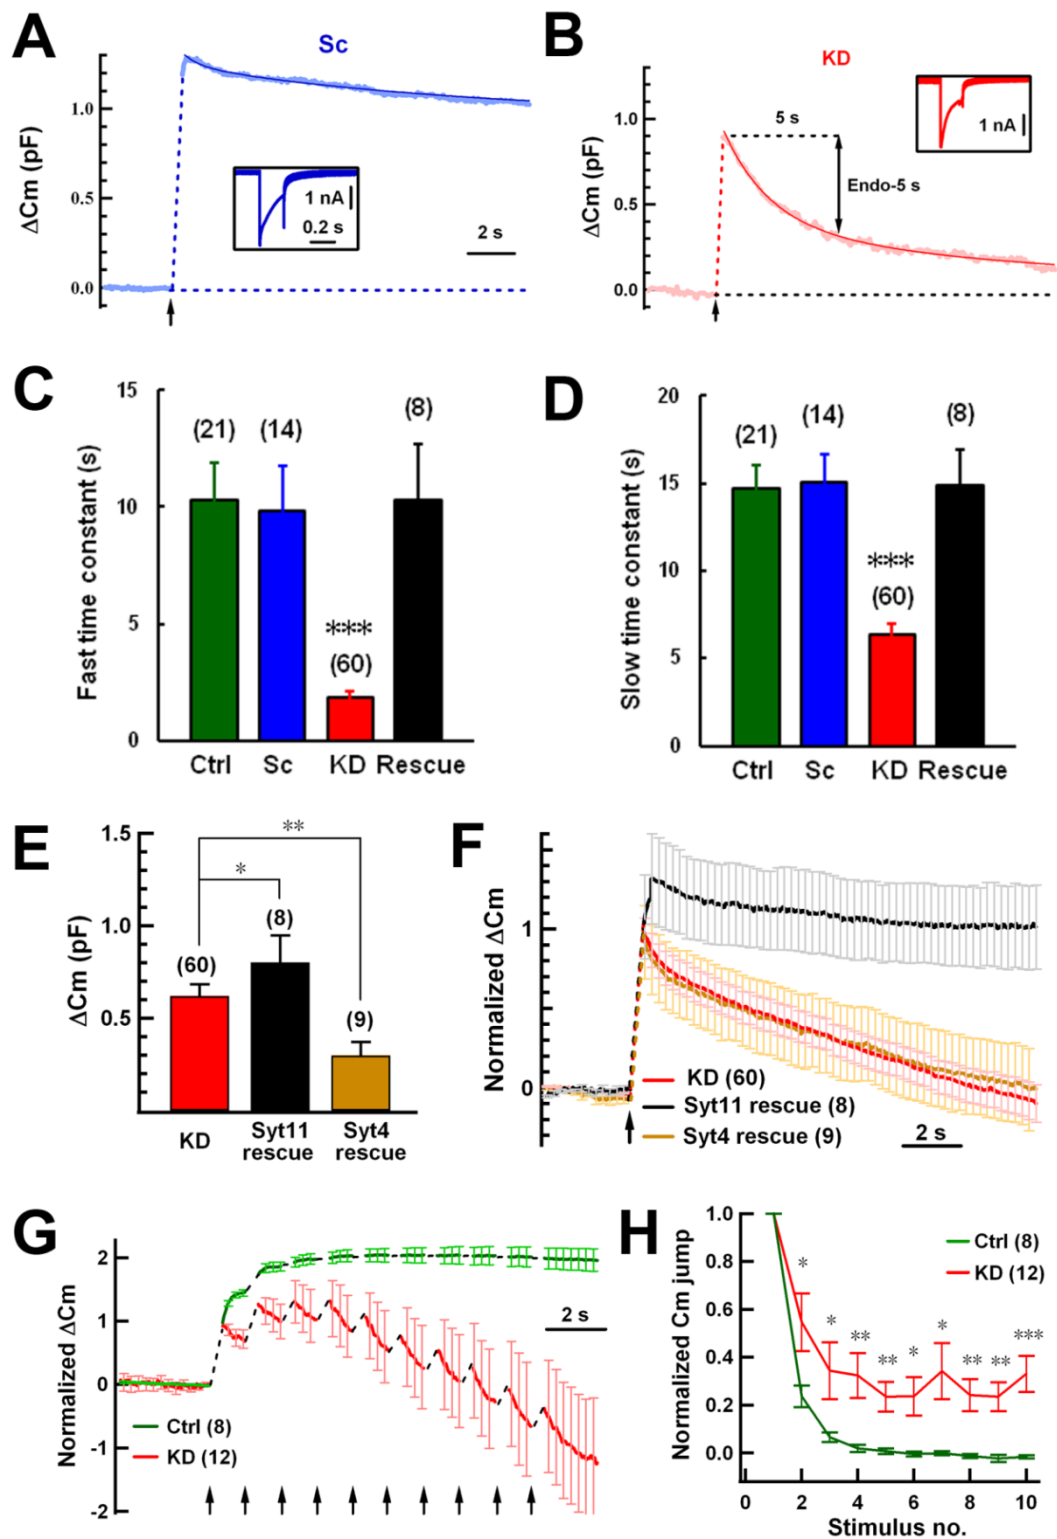 A
Sc
ΔCm (pF)
1.0
0.5
0.0
1 nA
0.2 s
2 s
B
KD
ΔCm (pF)
1.0
0.5
0.0
5 s
Endo-5 s
1 nA
C
Fast time constant (s)
15
10
5
0
(21)
(14)
***
(60)
(8)
Ctrl
Sc
KD
Rescue
D
Slow time constant (s)
20
15
10
5
0
(21)
(14)
***
(60)
(8)
Ctrl
Sc
KD
Rescue
E
ΔCm (pF)
1.5
1.0
0.5
**
*
(60)
(8)
(9)
KD
Syt11
rescue
Syt4
rescue
F
Normalized ΔCm
1
0
KD (60)
Syt11 rescue (8)
Syt4 rescue (9)
2 s
G
Normalized ΔCm
2
1
0
-1
-2
2 s
Ctrl (8)
KD (12)
H
Normalized Cm jump
1.0
0.8
0.6
0.4
0.2
0.0
Ctrl (8)
KD (12)
*
*
**
**
*
*
**
**
***
0
2
4
6
8
10
Stimulus no.